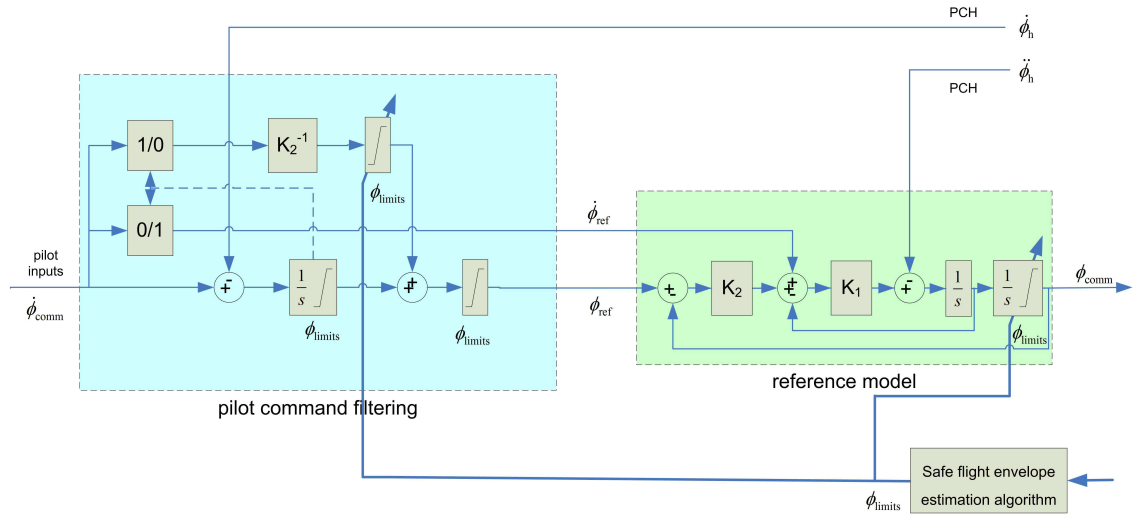 PCH
φ̇h
φ̈h
PCH
1/0
K2⁻¹
ϕlimits
0/1
φ̇ref
pilot
inputs
+ -
1/s
+ +
K2
+ + -
K1
+ -
1/s
1/s
+ -
ϕcomm
φ̇comm
ϕlimits
ϕlimits
ϕref
ϕlimits
reference model
pilot command filtering
Safe flight envelope
estimation algorithm
ϕlimits